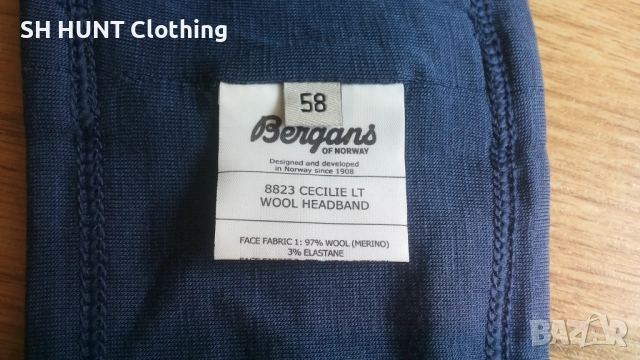 SH HUNT Clothing
58
Bergans
OF NORWAY
Designed and developed
in Norway since 1908
8823 CECILIE LT
WOOL HEADBAND
FACE FABRIC 1: 97% WOOL (MERINO)
3% ELASTANE
BAZAR